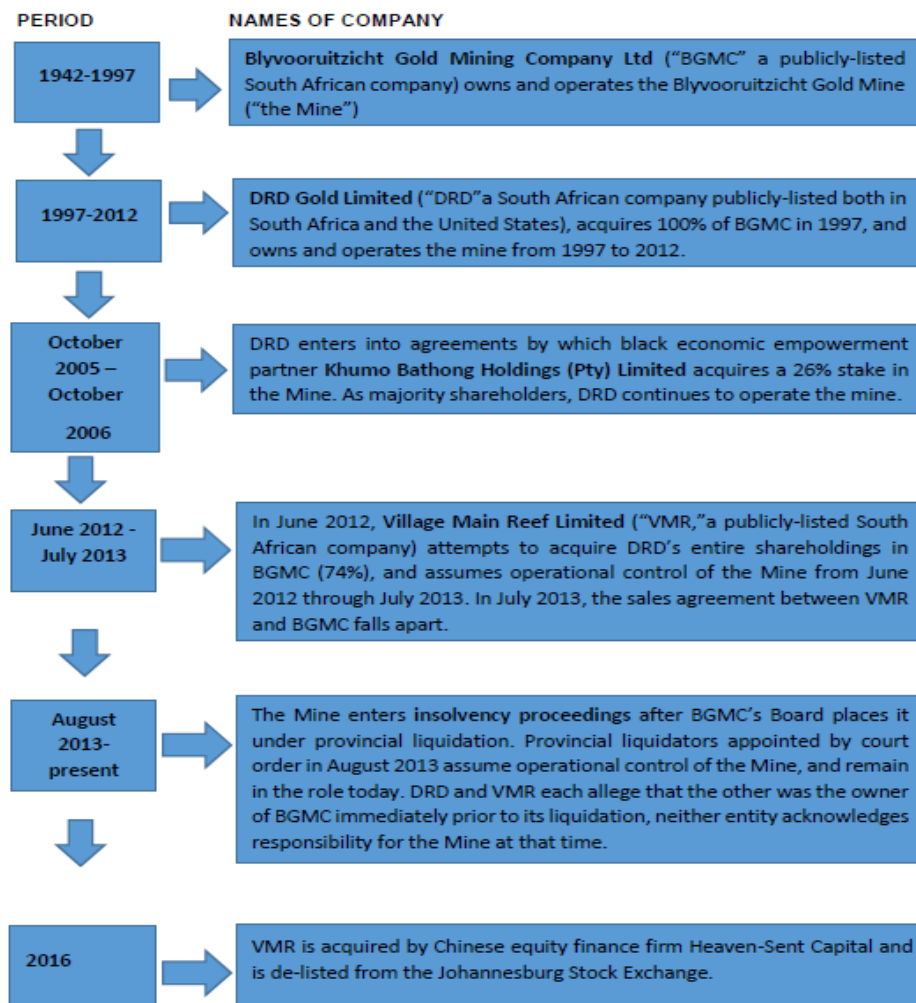 PERIOD
NAMES OF COMPANY
1942-1997
Blyvooruitzicht Gold Mining Company Ltd (“BGMC” a publicly-listed
South African company) owns and operates the Blyvooruitzicht Gold Mine
(“the Mine”)
1997-2012
DRD Gold Limited (“DRD”a South African company publicly-listed both in
South Africa and the United States), acquires 100% of BGMC in 1997, and
owns and operates the mine from 1997 to 2012.
October
2005 –
October
2006
DRD enters into agreements by which black economic empowerment
partner Khumo Bathong Holdings (Pty) Limited acquires a 26% stake in
the Mine. As majority shareholders, DRD continues to operate the mine.
June 2012 -
July 2013
In June 2012, Village Main Reef Limited (“VMR,”a publicly-listed South
African company) attempts to acquire DRD’s entire shareholdings in
BGMC (74%), and assumes operational control of the Mine from June
2012 through July 2013. In July 2013, the sales agreement between VMR
and BGMC falls apart.
August
2013-
present
The Mine enters insolvency proceedings after BGMC’s Board places it
under provincial liquidation. Provincial liquidators appointed by court
order in August 2013 assume operational control of the Mine, and remain
in the role today. DRD and VMR each allege that the other was the owner
of BGMC immediately prior to its liquidation, neither entity acknowledges
responsibility for the Mine at that time.
2016
VMR is acquired by Chinese equity finance firm Heaven-Sent Capital and
is de-listed from the Johannesburg Stock Exchange.